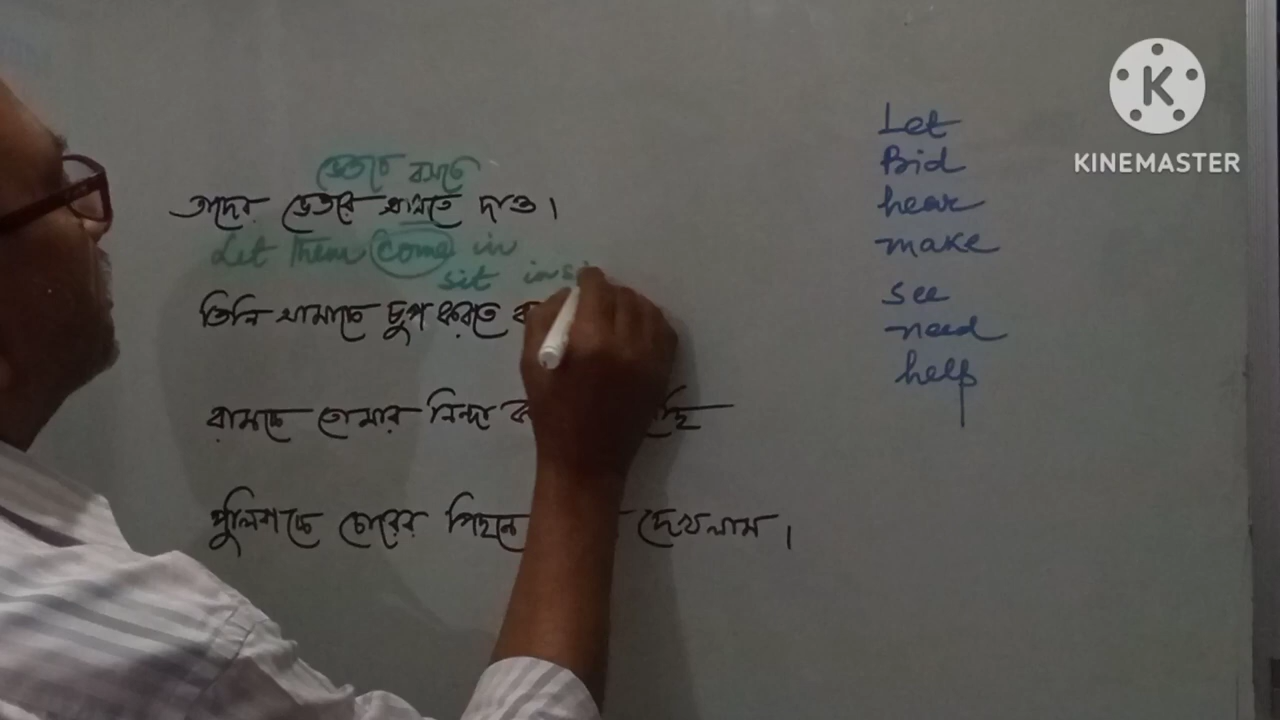 ভেতরে বসতে
তাদের ভেতরে আসতে দাও।
Let Them come in
sit
তিনি আমাকে চুপ করতে
রামকে তোমার নিন্দা
পুলিশকে চোরের পিছনে দেখলাম।
Let
Bid
hear
make
see
need
help
KINEMASTER